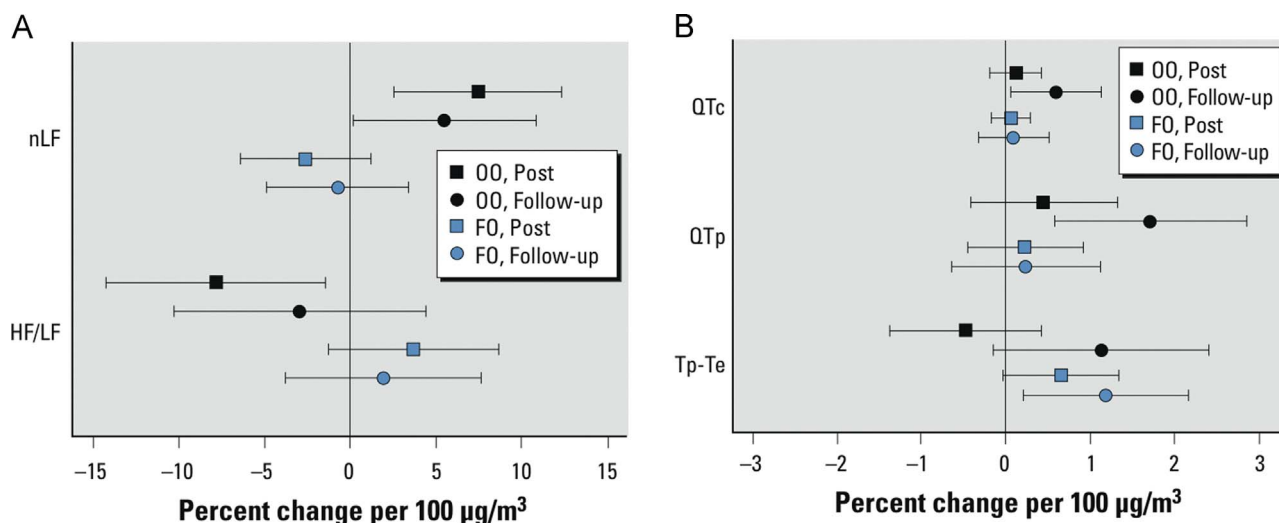 A
nLF
HF/LF
OO, Post
OO, Follow-up
FO, Post
FO, Follow-up
−15 −10 −5 0 5 10 15
Percent change per 100 µg/m³
B
QTc
QTp
Tp-Te
OO, Post
OO, Follow-up
FO, Post
FO, Follow-up
−3 −2 −1 0 1 2 3
Percent change per 100 µg/m³